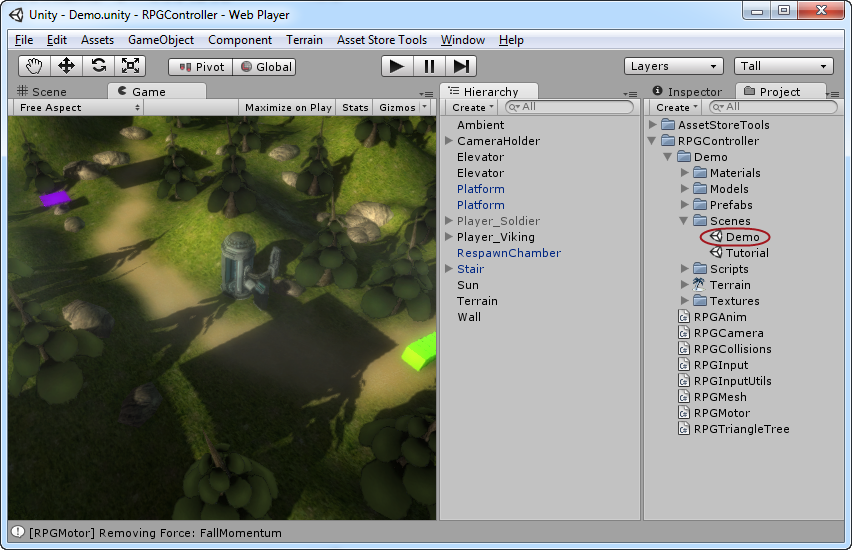 Unity - Demo.unity - RPGController - Web Player
File Edit Assets GameObject Component Terrain Asset Store Tools Window Help
Pivot Global Layers Tall
Scene Game
Free Aspect Maximize on Play Stats Gizmos
Hierarchy
Create All
Ambient
CameraHolder
Elevator
Elevator
Platform
Platform
Player_Soldier
Player_Viking
RespawnChamber
Stair
Sun
Terrain
Wall
Inspector Project
Create All
AssetStoreTools
RPGController
Demo
Materials
Models
Prefabs
Scenes
Demo
Tutorial
Scripts
Terrain
Textures
RPGAnim
RPGCamera
RPGCollisions
RPGInput
RPGInputUtils
RPGMesh
RPGMotor
RPGTriangleTree
[RPGMotor] Removing Force: FallMomentum